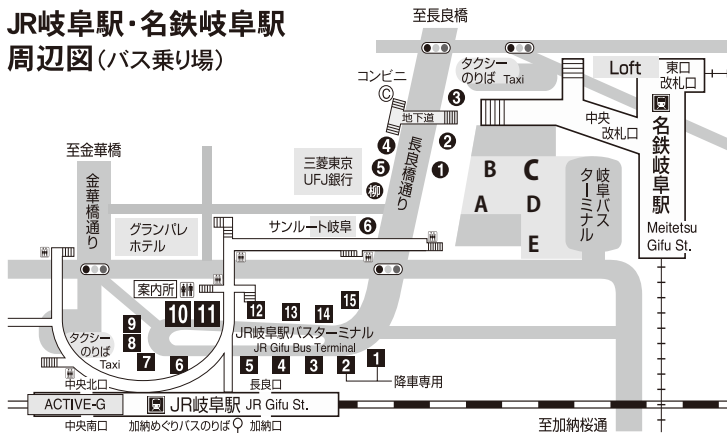 JR岐阜駅・名鉄岐阜駅
周辺図(バス乗り場)
至長良橋
コンビニ
C
タクシー
のりば Taxi
Loft
東口
改札口
3
地下道
中央
改札口
名鉄岐阜駅
Meitetsu
Gifu St.
4
2
至金華橋
三菱東京
UFJ銀行
5
1
柳
長良橋通り
B
C
A
D
E
岐阜バス
ターミナル
金華橋通り
グランパレ
ホテル
サンルート岐阜
6
案内所
9
10
11
12
13
14
15
8
タクシー
のりば
Taxi
7
6
JR岐阜駅バスターミナル
JR Gifu Bus Terminal
5
4
3
2
1
降車専用
中央北口
長良口
ACTIVE-G
JR岐阜駅 JR Gifu St.
中央南口
加納めぐりバスのりば
加納口
至加納桜通